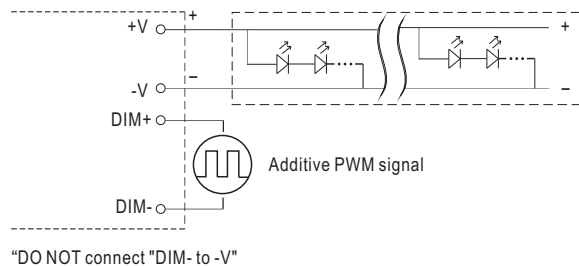 +V
+
+
-V
−
−
DIM+
Additive PWM signal
DIM-
“DO NOT connect "DIM- to -V"